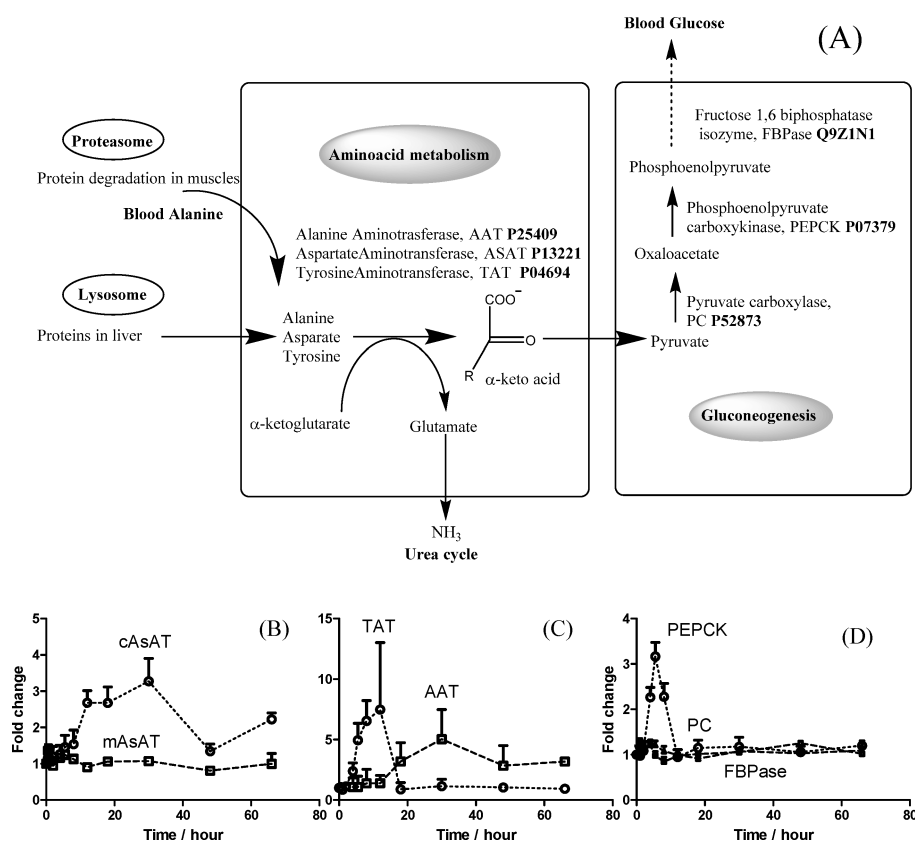 Blood Glucose
(A)
Fructose 1,6 biphosphatase
isozyme, FBPase Q9Z1N1
Proteasome
Aminoacid metabolism
Phosphoenolpyruvate
Protein degradation in muscles
Blood Alanine
Phosphoenolpyruvate
carboxykinase, PEPCK P07379
Alanine Aminotrasferase, AAT P25409
AspartateAminotransferase, ASAT P13221
TyrosineAminotransferase, TAT P04694
Oxaloacetate
Lysosome
COO−
Pyruvate carboxylase,
PC P52873
Proteins in liver
Alanine
Asparate
Tyrosine
O
R
α-keto acid
Pyruvate
α-ketoglutarate
Glutamate
Gluconeogenesis
NH3
Urea cycle
(B)
Fold change
5
4
3
2
1
0
cAsAT
mAsAT
0 20 40 60 80
Time / hour
(C)
15
10
5
0
TAT
AAT
0 20 40 60 80
Time / hour
(D)
Fold change
4
3
2
1
0
PEPCK
PC
FBPase
0 20 40 60 80
Time / hour